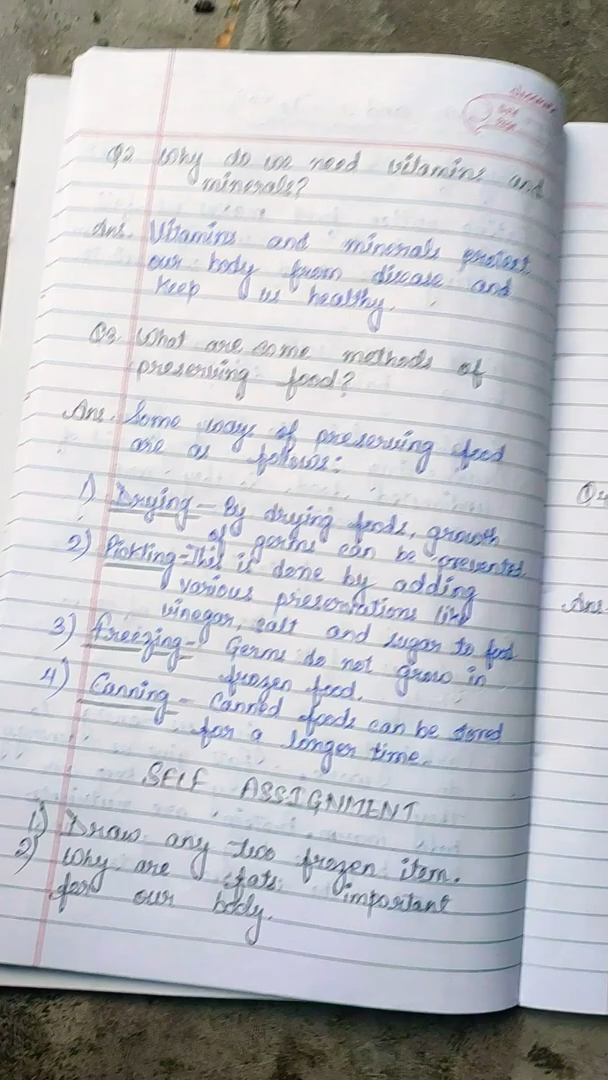 Q2 Why do we need vitamins and
minerals?
Ans. Vitamins and minerals protect
our body from disease and
keep us healthy.
Q3. What are some methods of
preserving food?
Ans. Some ways of preserving food
are as follows:
1) Drying - By drying foods, growth
of germs can be prevented.
2) Pickling - This is done by adding
various preservations like
vinegar, salt and sugar to food.
3) Freezing - Germs do not grow in
frozen food.
4) Canning - Canned foods can be stored
for a longer time.
SELF ASSIGNMENT
1) Draw any two frozen item.
2) Why are fats important
for our body.
Q4
Ans.